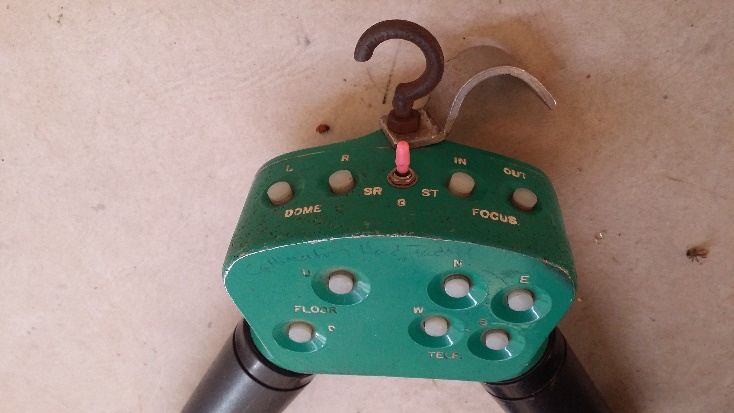 L R IN OUT
SR ST
G
DOME FOCUS
U N E
FLOOR W S
D
TELE